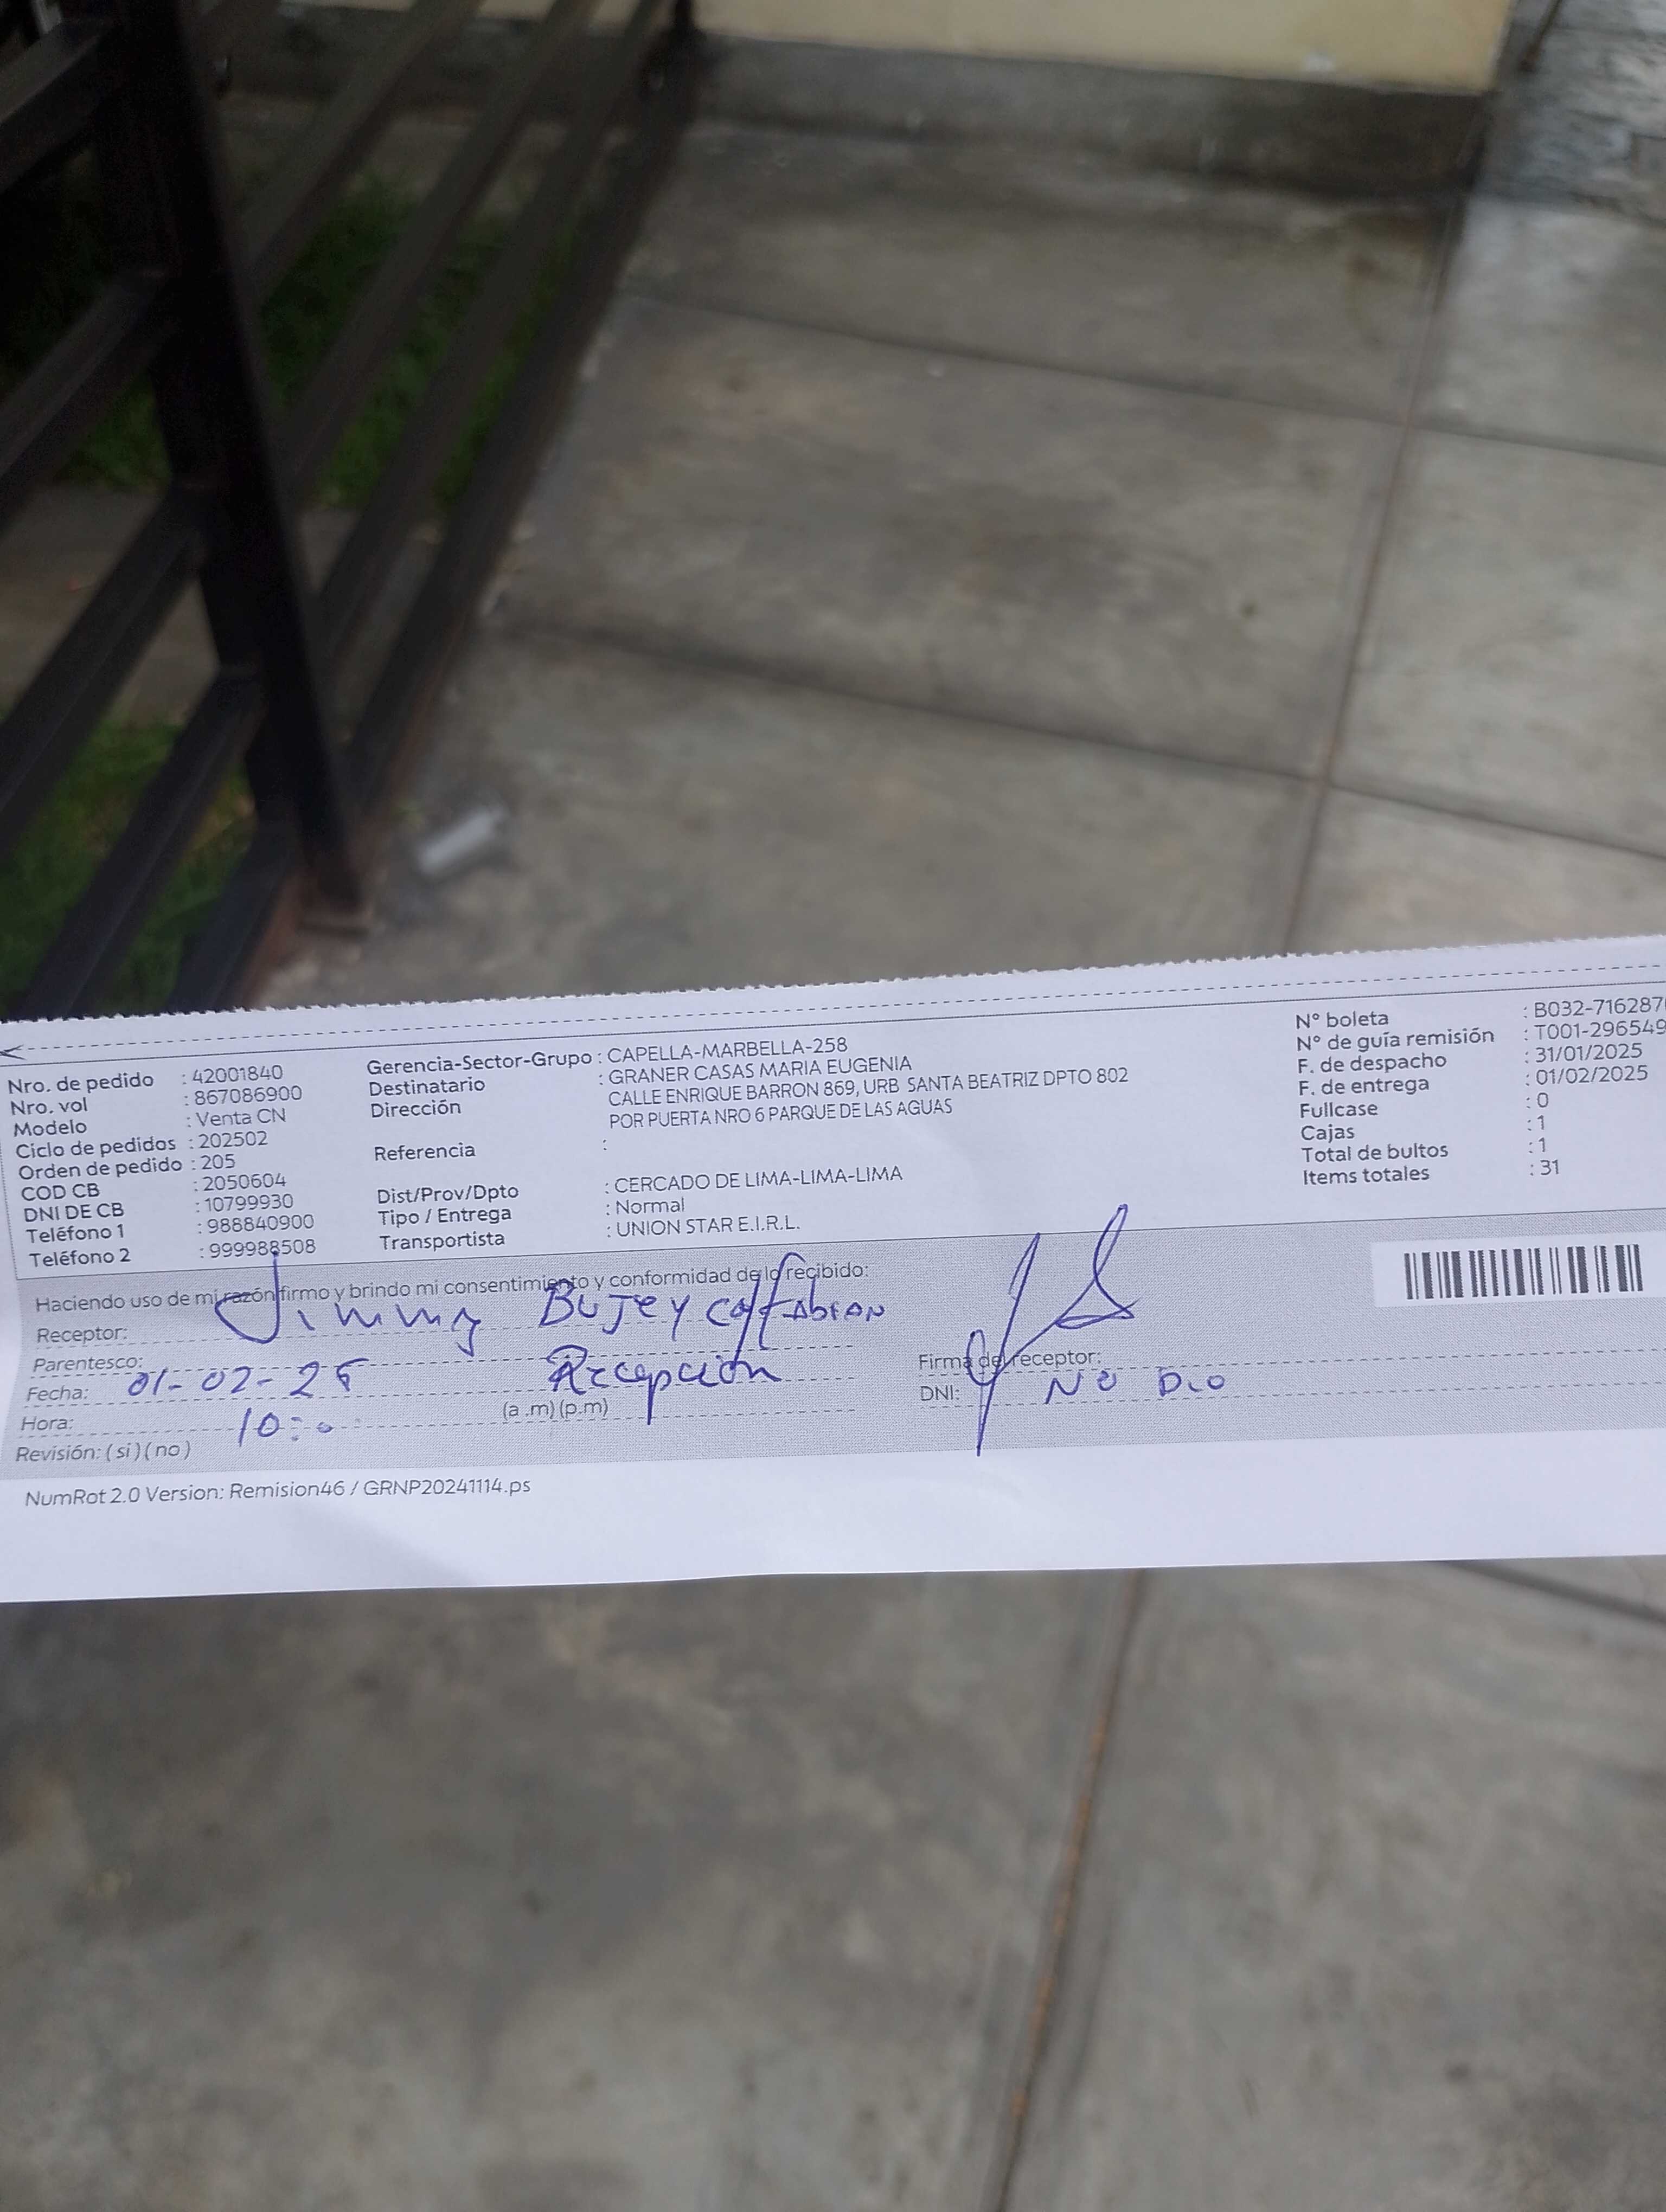 Nro. de pedido : 42001840
Nro. vol : 867086900
Modelo : Venta CN
Ciclo de pedidos : 202502
Orden de pedido : 205
COD CB : 2050604
DNI DE CB : 10799930
Teléfono 1 : 988840900
Teléfono 2 : 999988508
Gerencia-Sector-Grupo : CAPELLA-MARBELLA-258
Destinatario : GRANER CASAS MARIA EUGENIA
Dirección CALLE ENRIQUE BARRON 869, URB SANTA BEATRIZ DPTO 802
POR PUERTA NRO 6 PARQUE DE LAS AGUAS
Referencia :
Dist/Prov/Dpto : CERCADO DE LIMA-LIMA-LIMA
Tipo / Entrega : Normal
Transportista : UNION STAR E.I.R.L.
N° boleta : B032-716287
N° de guía remisión : T001-296549
F. de despacho : 31/01/2025
F. de entrega : 01/02/2025
Fullcase : 0
Cajas : 1
Total de bultos : 1
Items totales : 31
Haciendo uso de mi razón firmo y brindo mi consentimiento y conformidad de lo recibido:
Receptor: Jimmy
Parentesco: Recepción
Fecha: 01-02-25
Hora: 10: (a .m) (p.m)
Revisión: ( si ) ( no )
Firma de receptor:
DNI: NO DIO
NumRot 2.0 Version: Remision46 / GRNP20241114.ps